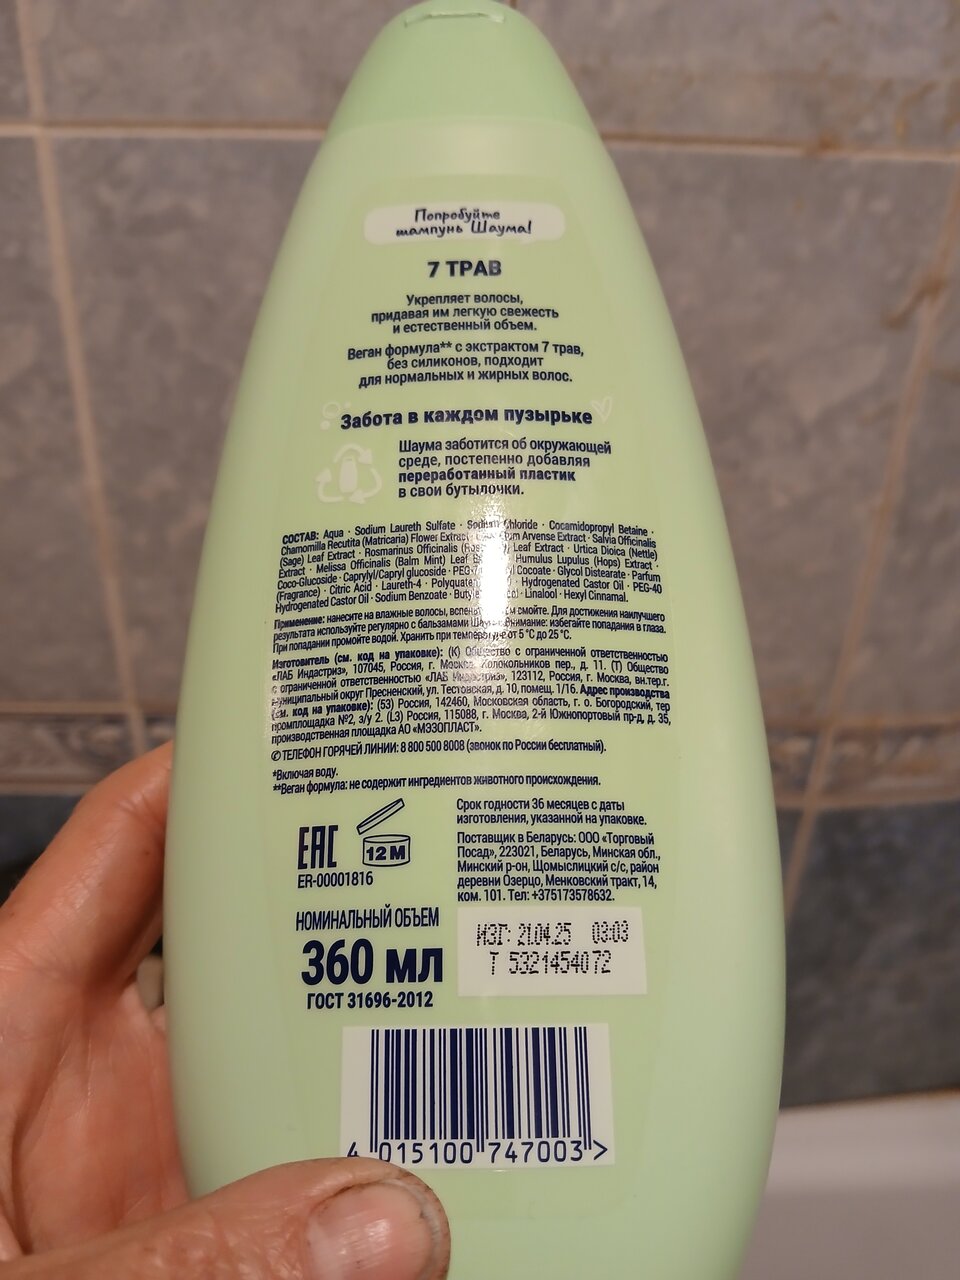 Попробуйте
шампунь Шаума!
7 ТРАВ
Укрепляет волосы,
придавая им легкую свежесть
и естественный объем.
Веган формула** с экстрактом 7 трав,
без силиконов, подходит
для нормальных и жирных волос.
Забота в каждом пузырьке
Шаума заботится об окружающей
среде, постепенно добавляя
переработанный пластик
в свои бутылочки.
СОСТАВ: Aqua · Sodium Laureth Sulfate · Sodium Chloride · Cocamidopropyl Betaine ·
Chamomilla Recutita (Matricaria) Flower Extract · Arvense Extract · Salvia Officinalis
(Sage) Leaf Extract · Rosmarinus Officinalis Leaf Extract · Urtica Dioica (Nettle)
Extract · Melissa Officinalis (Balm Mint) Leaf Humulus Lupulus (Hops) Extract ·
Coco-Glucoside · Caprylyl/Capryl glucoside · Cocoate · Glycol Distearate · Parfum
(Fragrance) · Citric Acid · Laureth-4 · Hydrogenated Castor Oil · PEG-40
Hydrogenated Castor Oil · Sodium Benzoate · Linalool · Hexyl Cinnamal.
Применение: нанесите на влажные волосы, смойте. Для достижения наилучшего
результата используйте регулярно с бальзамами Шаума. Внимание: избегайте попадания в глаза.
При попадании промойте водой. Хранить при температуре от 5 °С до 25 °С.
Изготовитель (см. код на упаковке): (К) Общество с ограниченной ответственностью
«ЛАБ Индастриз», 107045, Россия, г. Москва, Колокольников пер., д. 11. (Т) Общество
с ограниченной ответственностью «ЛАБ Индастриз», 123112, Россия, г. Москва, вн.тер.г.
муниципальный округ Пресненский, ул. Тестовская, д. 10, помещ. 1/16. Адрес производства
(см. код на упаковке): (53) Россия, 142460, Московская область, г. о. Богородский, тер
промплощадка №2, з/у 2. (L3) Россия, 115088, г. Москва, 2-й Южнопортовый пр-д, д. 35,
производственная площадка АО «МЭЗОПЛАСТ».
✆ ТЕЛЕФОН ГОРЯЧЕЙ ЛИНИИ: 8 800 500 8008 (звонок по России бесплатный).
*Включая воду.
**Веган формула: не содержит ингредиентов животного происхождения.
EAC
ER-00001816
12 M
Срок годности 36 месяцев с даты
изготовления, указанной на упаковке.
Поставщик в Беларусь: ООО «Торговый
Посад», 223021, Беларусь, Минская обл.,
Минский р-он, Щомыслицкий с/с, район
деревни Озерцо, Менковский тракт, 14,
ком. 101. Тел: +375173578632.
НОМИНАЛЬНЫЙ ОБЪЕМ
360 мл
ГОСТ 31696-2012
ИЗГ: 21.04.25 03:03
Т 5321454072
4 015100 747003 >